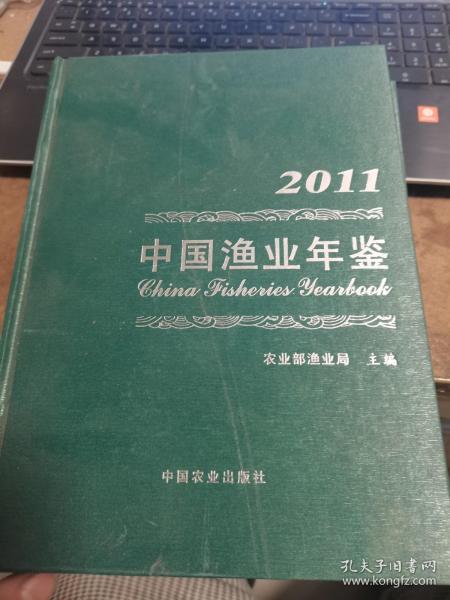 2011
中国渔业年鉴
China Fisheries Yearbook
农业部渔业局 主编
中国农业出版社
孔夫子旧书网
www.kongfz.com